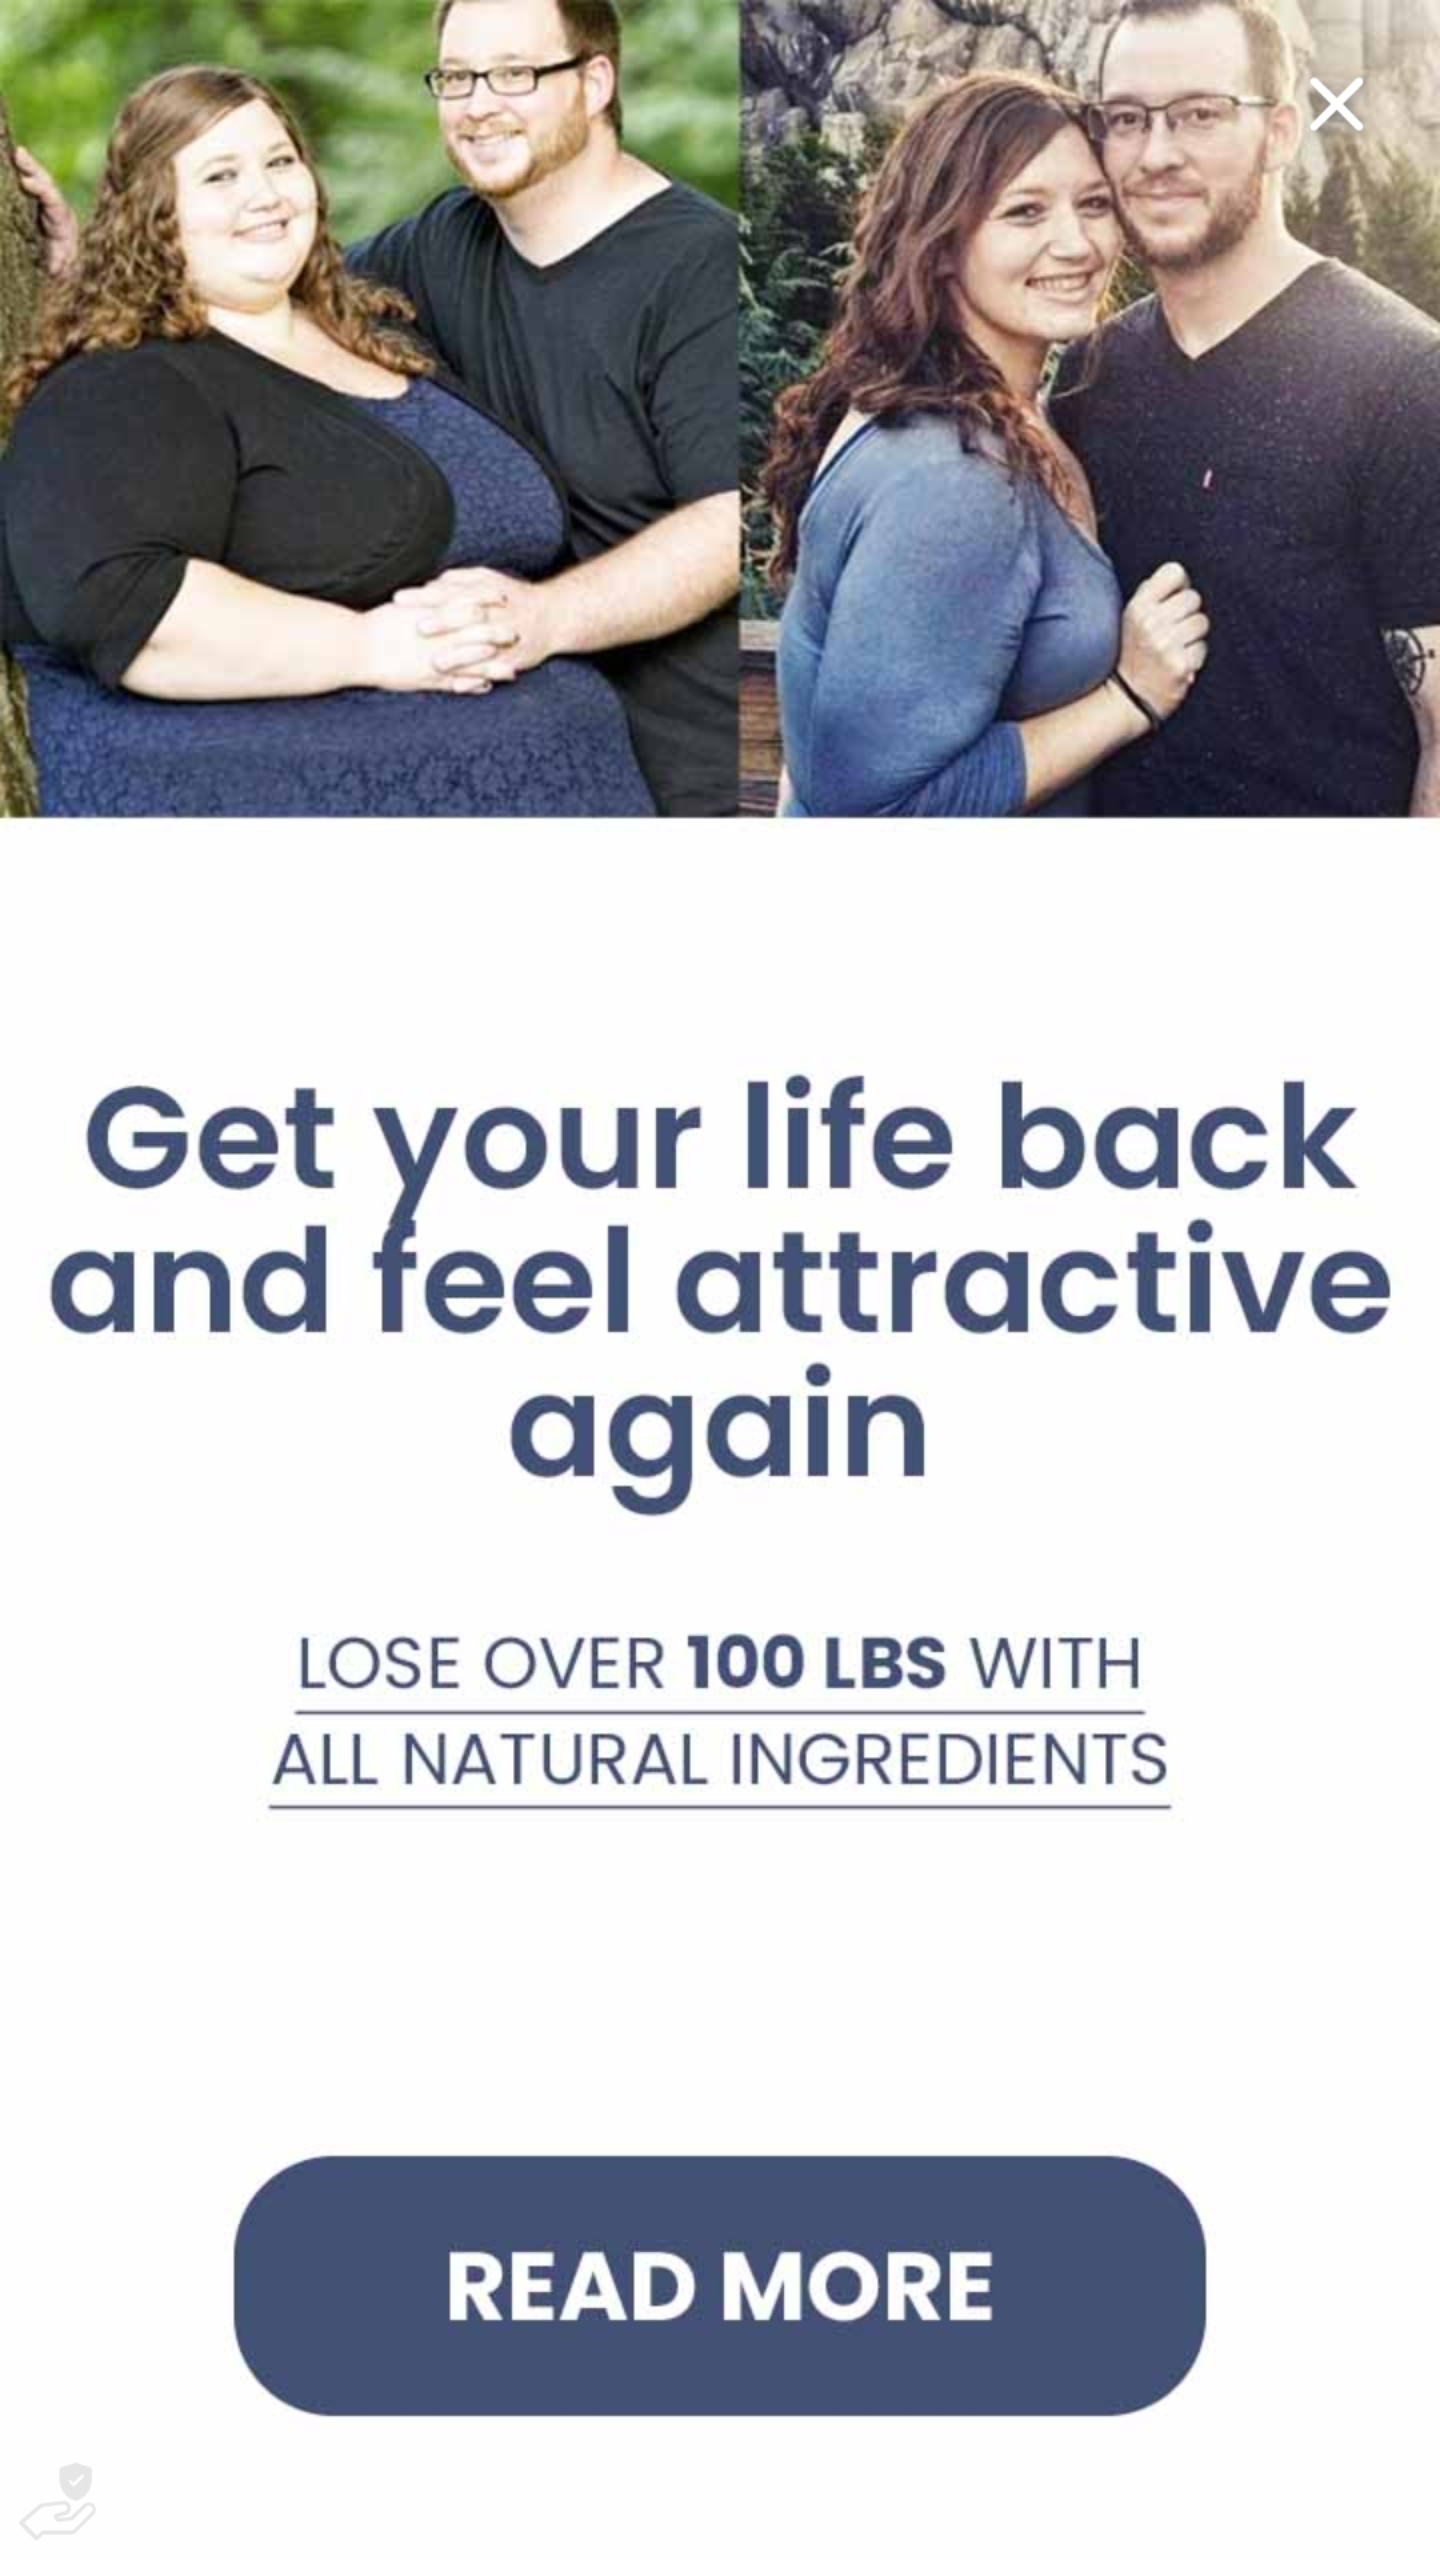 Get your life back
and feel attractive
again
LOSE OVER 100 LBS WITH
ALL NATURAL INGREDIENTS
READ MORE